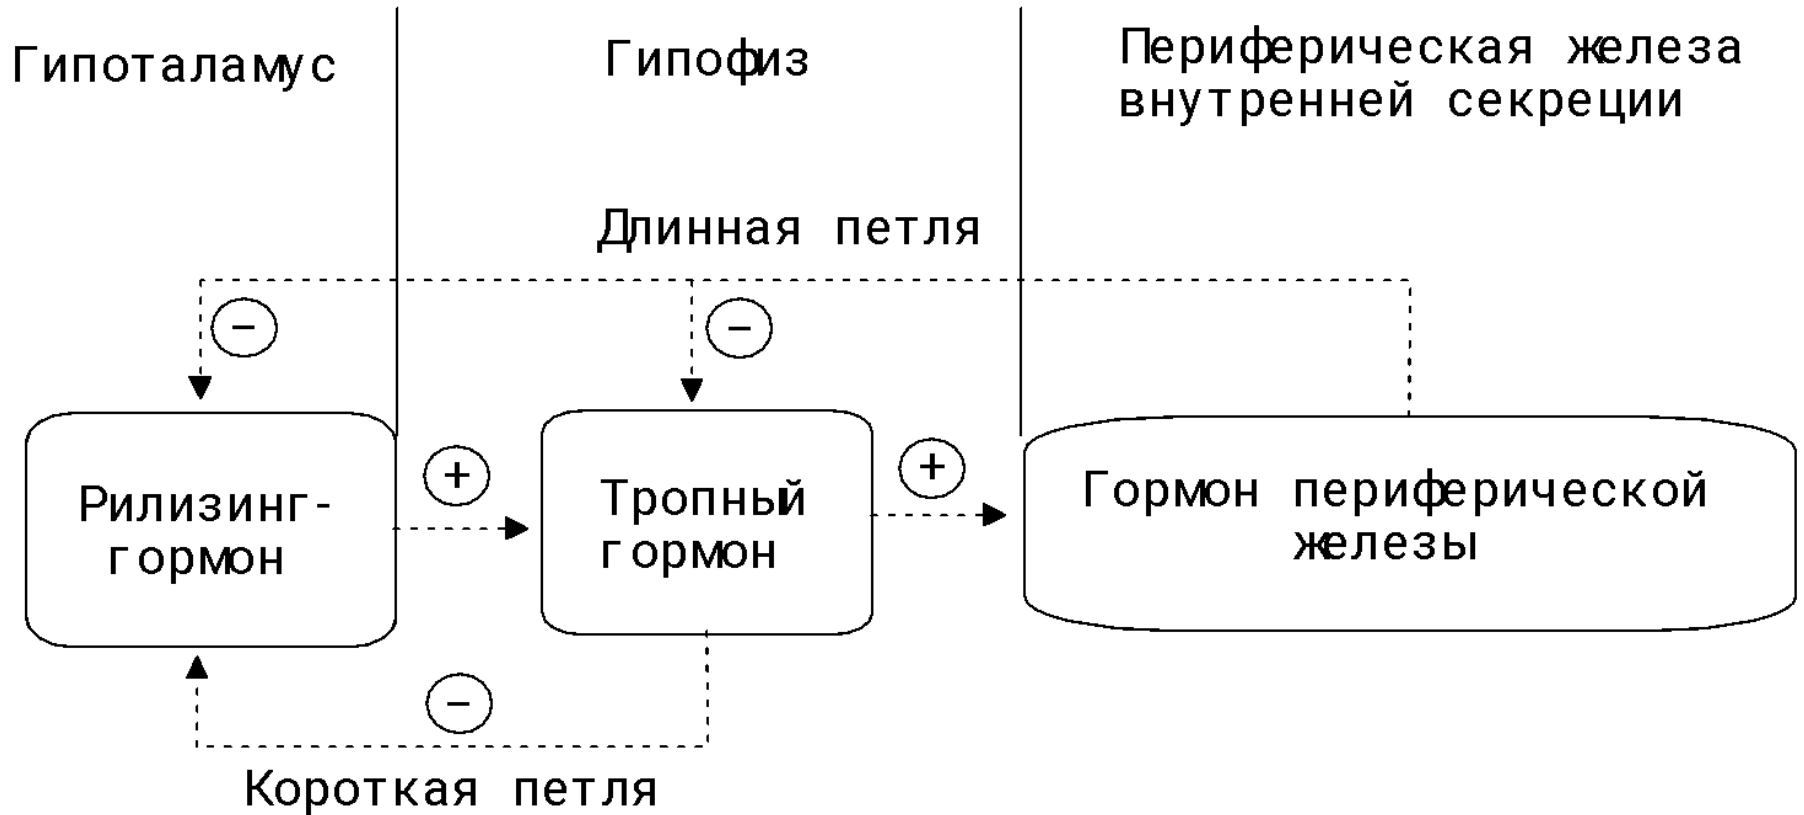 Гипоталамус
Гипофиз
Периферическая железа
внутренней секреции
Длинная петля
−
−
+
+
Рилизинг-
гормон
Тропный
гормон
Гормон периферической
железы
−
Короткая петля